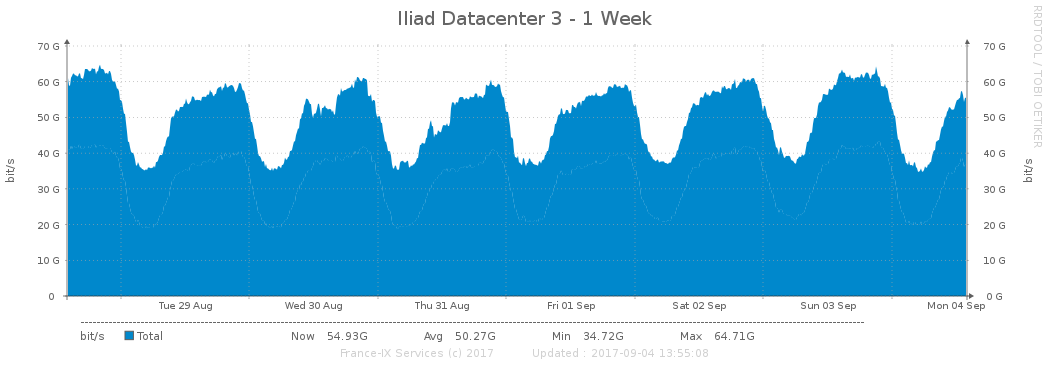 Iliad Datacenter 3 - 1 Week
RRDTOOL / TOBI OETIKER
70 G 70 G
60 G 60 G
50 G 50 G
40 G 40 G
30 G 30 G
20 G 20 G
10 G 10 G
0 0 G
bit/s bit/s
Tue 29 Aug Wed 30 Aug Thu 31 Aug Fri 01 Sep Sat 02 Sep Sun 03 Sep Mon 04 Sep
bit/s Total Now 54.93G Avg 50.27G Min 34.72G Max 64.71G
France-IX Services (c) 2017 Updated : 2017-09-04 13:55:08